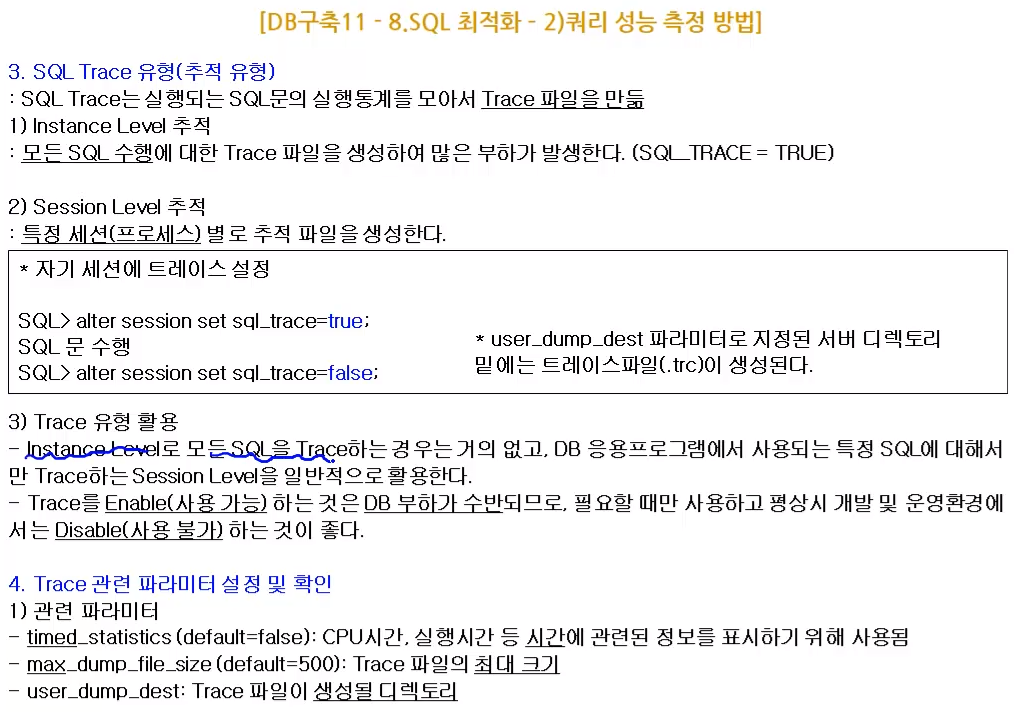 [DB구축11 - 8.SQL 최적화 - 2)쿼리 성능 측정 방법]
3. SQL Trace 유형(추적 유형)
: SQL Trace는 실행되는 SQL문의 실행통계를 모아서 Trace 파일을 만듦
1) Instance Level 추적
: 모든 SQL 수행에 대한 Trace 파일을 생성하여 많은 부하가 발생한다. (SQL_TRACE = TRUE)
2) Session Level 추적
: 특정 세션(프로세스) 별로 추적 파일을 생성한다.
* 자기 세션에 트레이스 설정
SQL> alter session set sql_trace=true;
SQL 문 수행
SQL> alter session set sql_trace=false;
* user_dump_dest 파라미터로 지정된 서버 디렉토리
밑에는 트레이스파일(.trc)이 생성된다.
3) Trace 유형 활용
- Instance Level로 모든 SQL을 Trace하는 경우는 거의 없고, DB 응용프로그램에서 사용되는 특정 SQL에 대해서
만 Trace하는 Session Level을 일반적으로 활용한다.
- Trace를 Enable(사용 가능) 하는 것은 DB 부하가 수반되므로, 필요할 때만 사용하고 평상시 개발 및 운영환경에
서는 Disable(사용 불가) 하는 것이 좋다.
4. Trace 관련 파라미터 설정 및 확인
1) 관련 파라미터
- timed_statistics (default=false): CPU시간, 실행시간 등 시간에 관련된 정보를 표시하기 위해 사용됨
- max_dump_file_size (default=500): Trace 파일의 최대 크기
- user_dump_dest: Trace 파일이 생성될 디렉토리